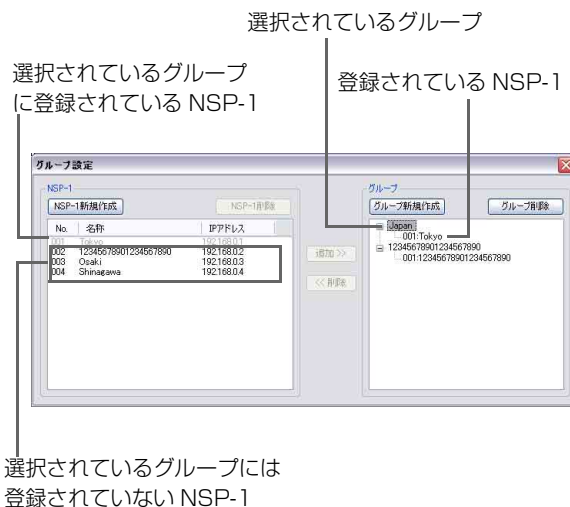 選択されているグループ
選択されているグループ
に登録されている NSP-1
登録されている NSP-1
グループ設定
NSP-1
NSP-1新規作成
NSP-1削除
No. 名称 IPアドレス
001 Tokyo 192.168.0.1
002 12345678901234567890 192.168.0.2
003 Osaki 192.168.0.3
004 Shinagawa 192.168.0.4
追加 >>
<< 削除
グループ
グループ新規作成
グループ削除
Japan
001:Tokyo
12345678901234567890
001:12345678901234567890
選択されているグループには
登録されていない NSP-1